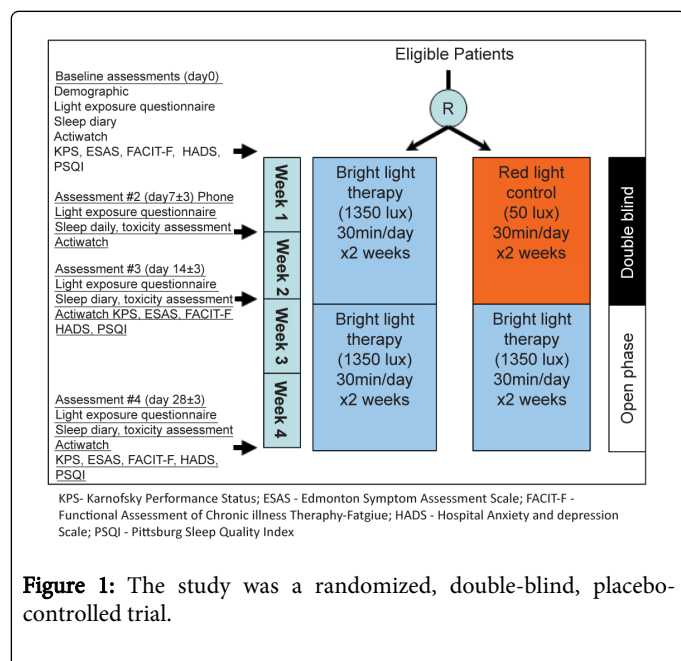 Eligible Patients
R
Baseline assessments (day0)
Demographic
Light exposure questionnaire
Sleep diary
Actiwatch
KPS, ESAS, FACIT-F, HADS,
PSQI
Assessment #2 (day7±3) Phone
Light exposure questionnaire
Sleep daily, toxicity assessment
Actiwatch
Assessment #3 (day 14±3)
Light exposure questionnaire
Sleep diary, toxicity assessment
Actiwatch KPS, ESAS, FACIT-F
HADS, PSQI
Assessment #4 (day 28±3)
Light exposure questionnaire
Sleep diary, toxicity assessment
Actiwatch
KPS, ESAS, FACIT-F, HADS,
PSQI
Week 1
Week 2
Week 3
Week 4
Bright light
therapy
(1350 lux)
30min/day
x2 weeks
Red light
control
(50 lux)
30min/day
x2 weeks
Double blind
Bright light
therapy
(1350 lux)
30min/day
x2 weeks
Bright light
therapy
(1350 lux)
30min/day
x2 weeks
Open phase
KPS- Karnofsky Performance Status; ESAS - Edmonton Symptom Assessment Scale; FACIT-F -
Functional Assessment of Chronic illness Theraphy-Fatgiue; HADS - Hospital Anxiety and depression
Scale; PSQI - Pittsburg Sleep Quality Index
Figure 1: The study was a randomized, double-blind, placebo-
controlled trial.